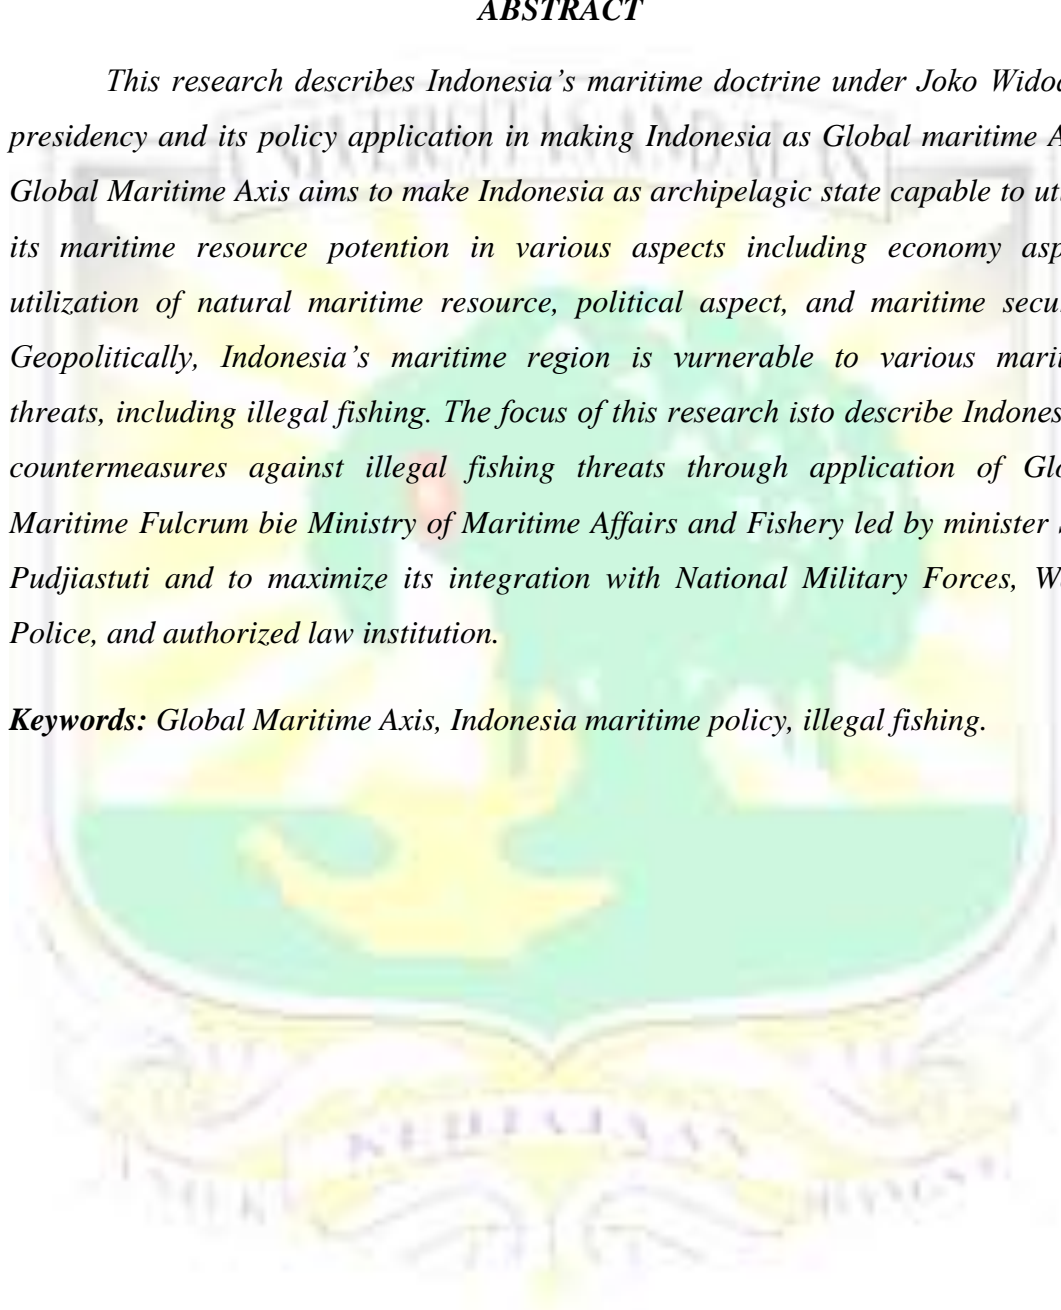 ABSTRACT
This research describes Indonesia's maritime doctrine under Joko Widod
presidency and its policy application in making Indonesia as Global maritime A
Global Maritime Axis aims to make Indonesia as archipelagic state capable to ut
its maritime resource potention in various aspects including economy asp
utilization of natural maritime resource, political aspect, and maritime secu
Geopolitically, Indonesia's maritime region is vurnerable to various marit
threats, including illegal fishing. The focus of this research isto describe Indones
countermeasures against illegal fishing threats through application of Glo
Maritime Fulcrum bie Ministry of Maritime Affairs and Fishery led by minister
Pudjiastuti and to maximize its integration with National Military Forces, W
Police, and authorized law institution.
Keywords: Global Maritime Axis, Indonesia maritime policy, illegal fishing.
UNTUK KEDJAJAAN BANGSA